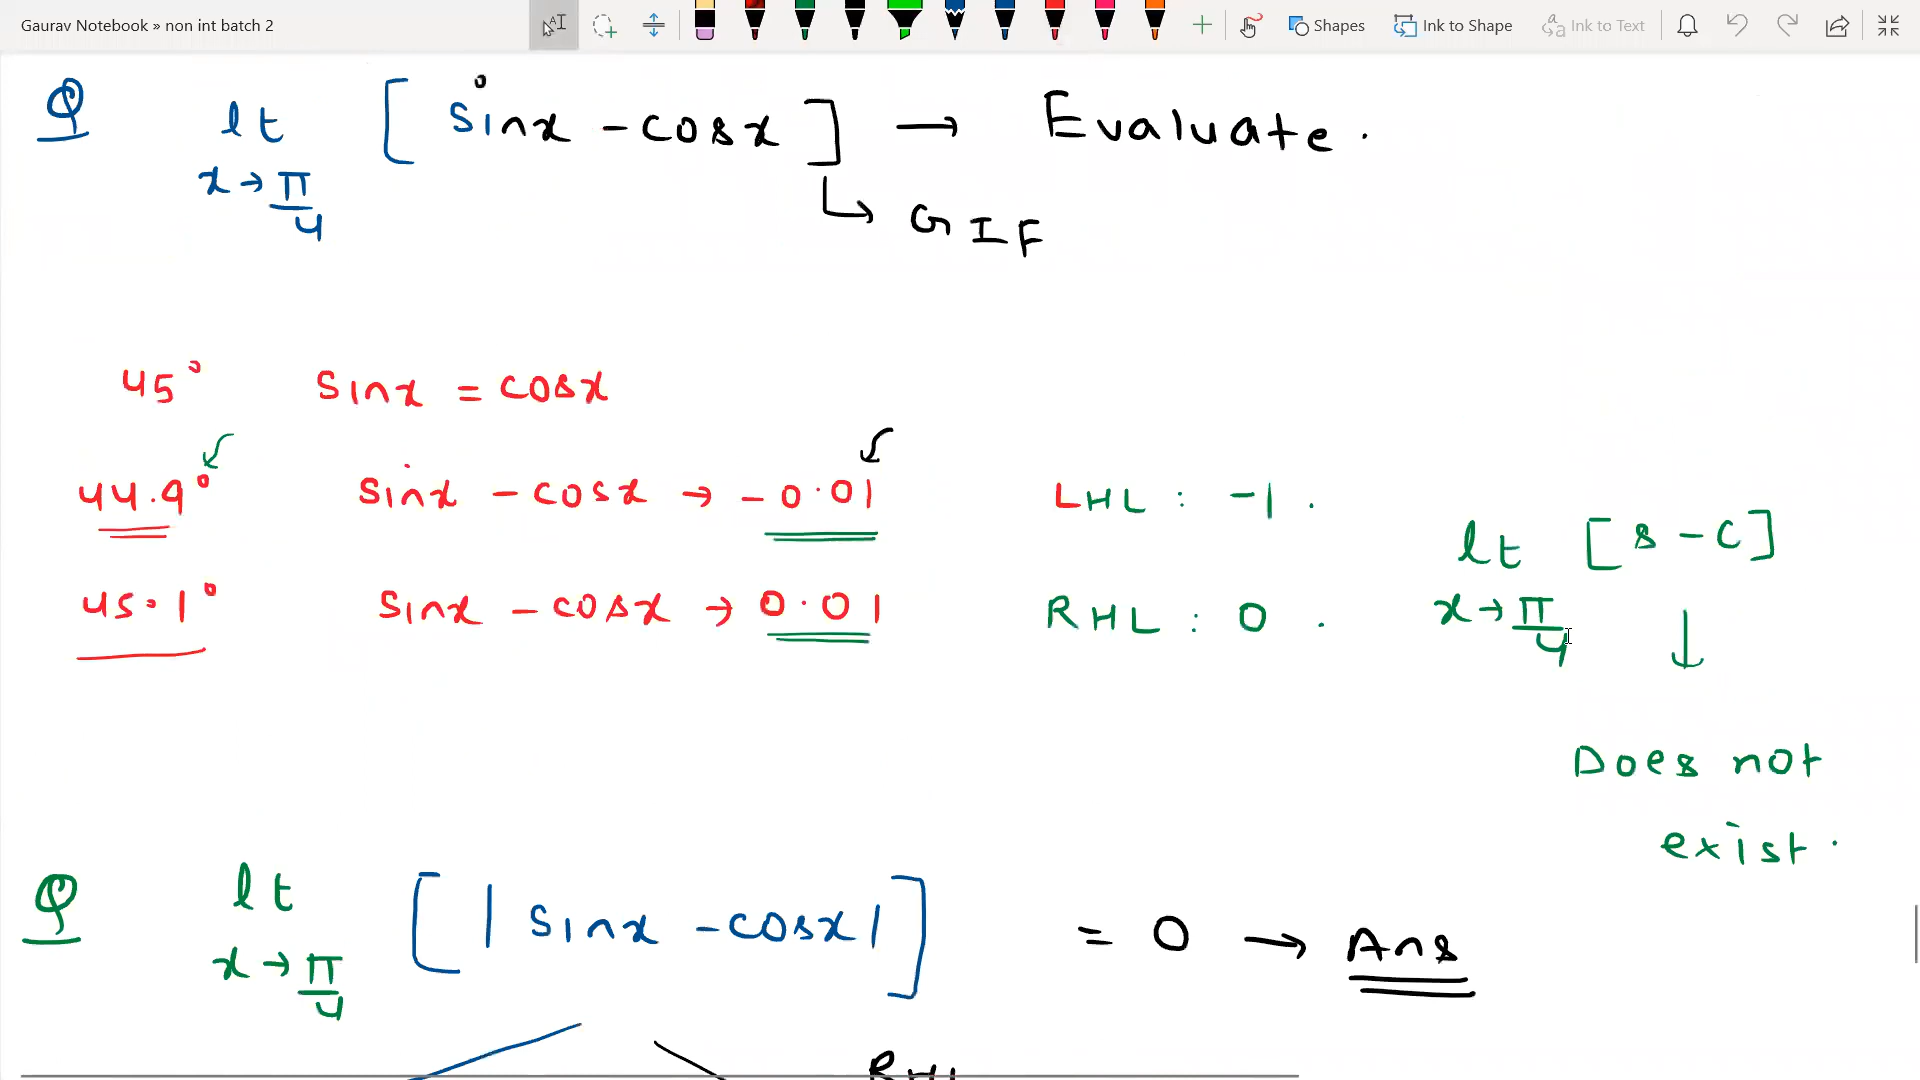 Gaurav Notebook » non int batch 2
Shapes
Ink to Shape
Ink to Text
Q lt x→π/4 [sinx - cosx] → Evaluate.
↳ GIF
45° sinx = cosx
44.9° sinx - cosx → -0.01 LHL : -1 .
45.1° sinx - cosx → 0.01 RHL : 0 .
lt x→π/4 [s - c]
↓
Does not
exist.
Q lt x→π/4 [|sinx - cosx|] = 0 → Ans
RHL